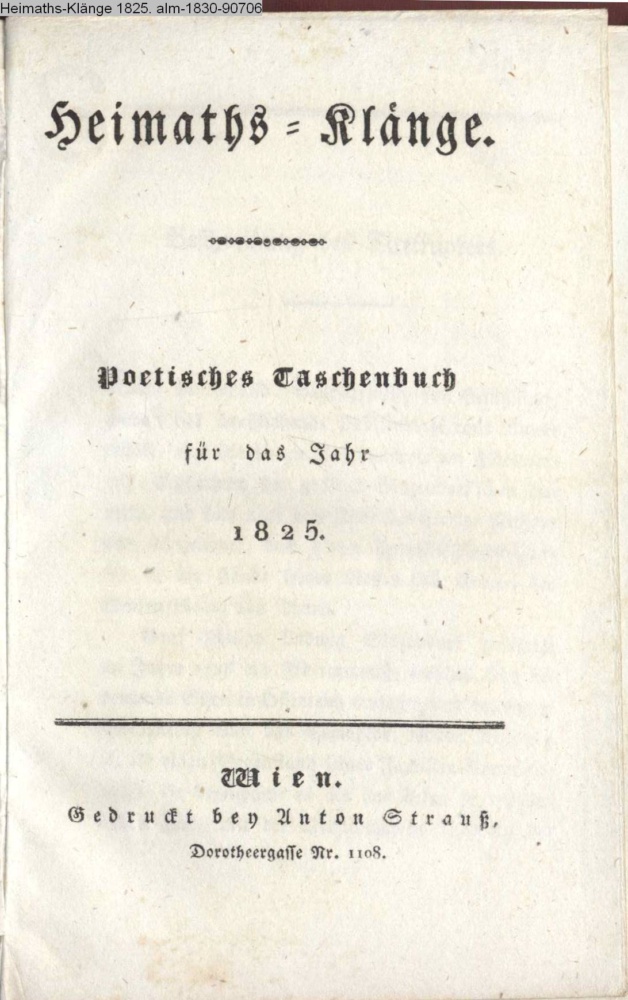 Heimaths-Klänge 1825. alm-1830-90706
Heimaths-Klänge.
Poetisches Taschenbuch
für das Jahr
1825.
Wien.
Gedruckt bey Anton Strauß,
Dorotheergasse Nr. 1108.